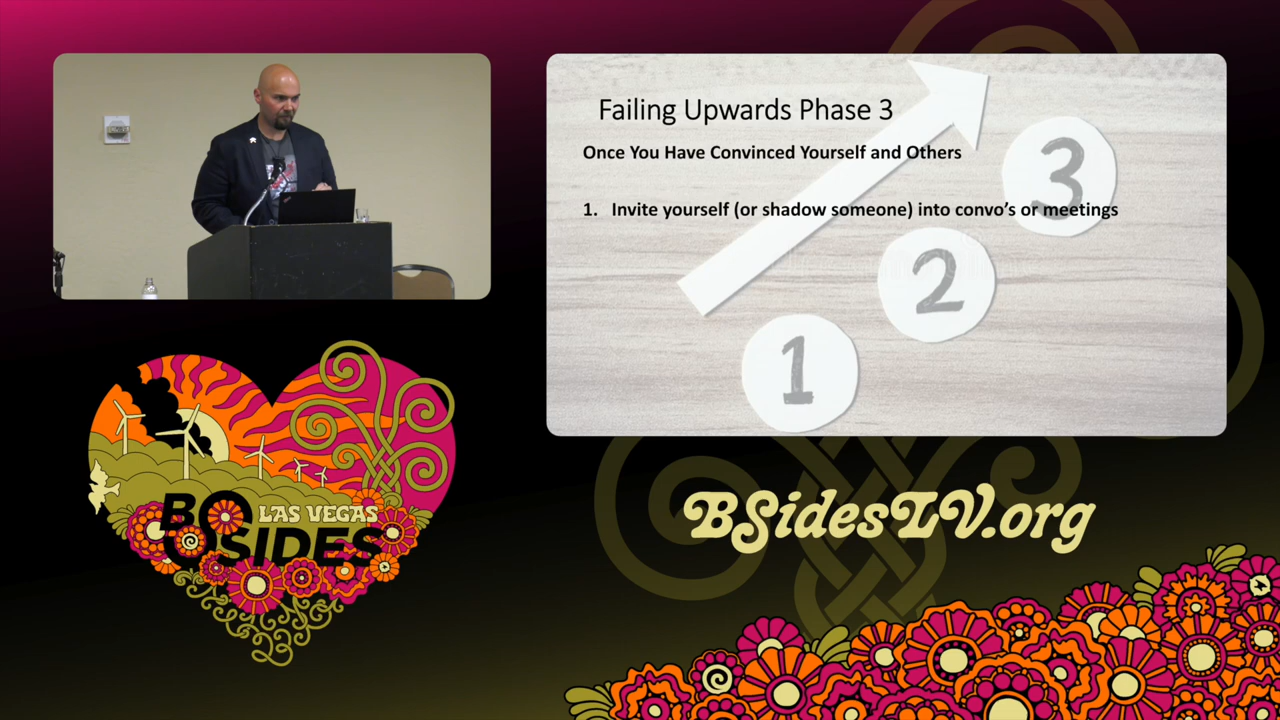 Failing Upwards Phase 3
Once You Have Convinced Yourself and Others
1. Invite yourself (or shadow someone) into convo's or meetings
3
2
1
BSIDES
LAS VEGAS
BSidesLV.org